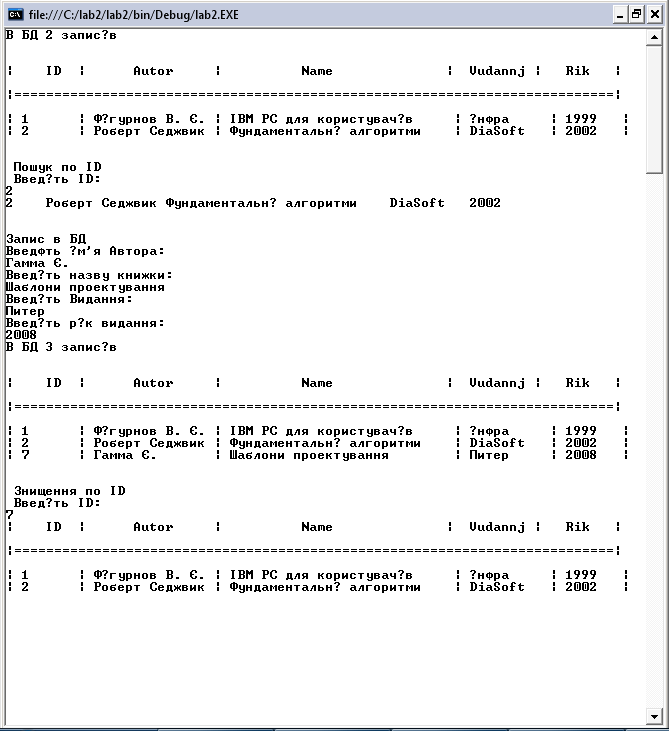 file:///C:/lab2/lab2/bin/Debug/lab2.EXE
В БД 2 запис?в
¦ ID ¦ Autor ¦ Name ¦ Vudannj ¦ Rik ¦
¦===========================================================================¦
¦ 1 ¦ Ф?гурнов В. Є. ¦ IBM PC для користувач?в ¦ ?нфра ¦ 1999 ¦
¦ 2 ¦ Роберт Седжвик ¦ Фундаментальн? алгоритми ¦ DiaSoft ¦ 2002 ¦
Пошук по ID
Введ?ть ID:
2
2 Роберт Седжвик Фундаментальн? алгоритми DiaSoft 2002
Запис в БД
Введфть ?м'я Автора:
Гамма Є.
Введ?ть назву книжки:
Шаблони проектування
Введ?ть Видання:
Питер
Введ?ть р?к видання:
2008
В БД 3 запис?в
¦ ID ¦ Autor ¦ Name ¦ Vudannj ¦ Rik ¦
¦===========================================================================¦
¦ 1 ¦ Ф?гурнов В. Є. ¦ IBM PC для користувач?в ¦ ?нфра ¦ 1999 ¦
¦ 2 ¦ Роберт Седжвик ¦ Фундаментальн? алгоритми ¦ DiaSoft ¦ 2002 ¦
¦ 7 ¦ Гамма Є. ¦ Шаблони проектування ¦ Питер ¦ 2008 ¦
Знищення по ID
Введ?ть ID:
7
¦ ID ¦ Autor ¦ Name ¦ Vudannj ¦ Rik ¦
¦===========================================================================¦
¦ 1 ¦ Ф?гурнов В. Є. ¦ IBM PC для користувач?в ¦ ?нфра ¦ 1999 ¦
¦ 2 ¦ Роберт Седжвик ¦ Фундаментальн? алгоритми ¦ DiaSoft ¦ 2002 ¦